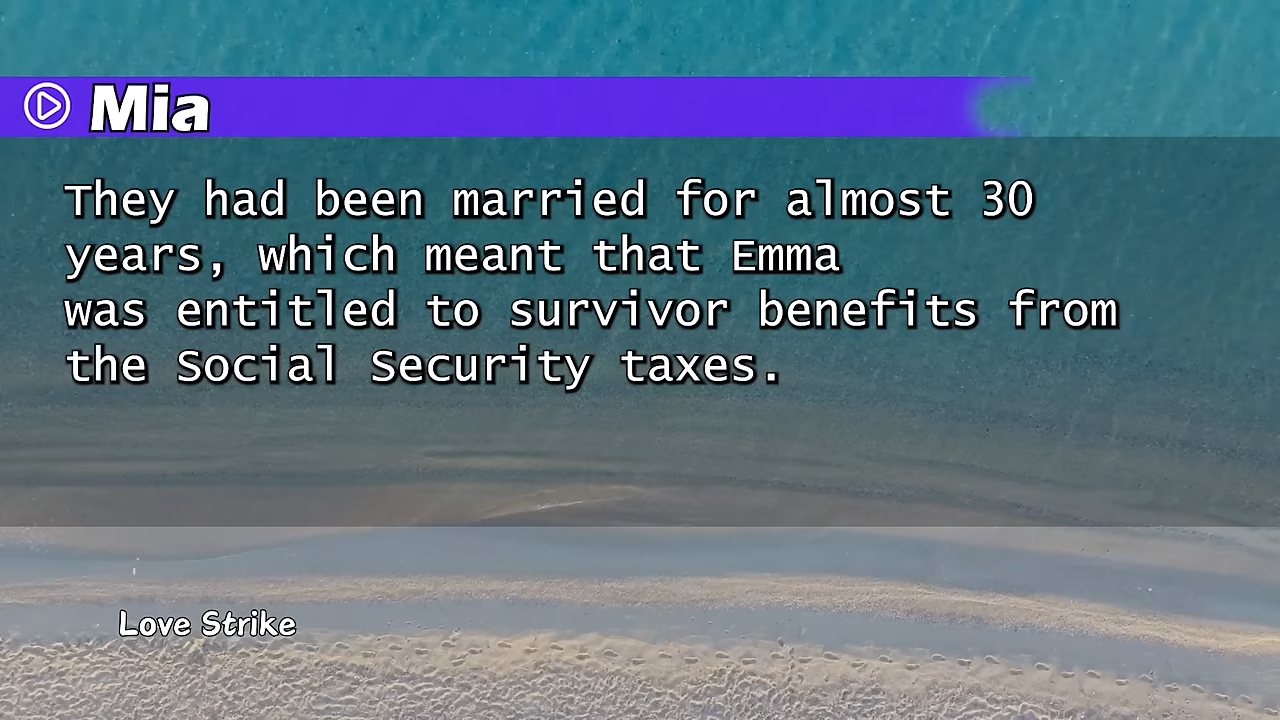 Mia
They had been married for almost 30
years, which meant that Emma
was entitled to survivor benefits from
the Social Security taxes.
Love Strike